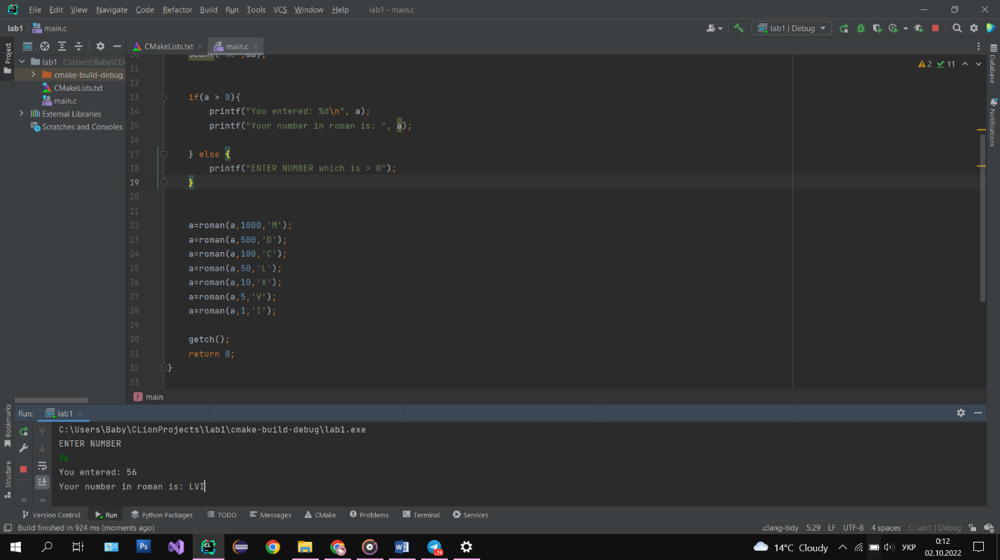 File Edit View Navigate Code Refactor Build Run Tools VCS Window Help lab1 - main.c
lab1 main.c lab1 | Debug
Project
CMakeLists.txt main.c
lab1 C:\Users\Baby\CLi
cmake-build-debug
CMakeLists.txt
main.c
External Libraries
Scratches and Consoles
2 11
Database
Notifications
11
12
13 if(a > 0){
14 printf("You entered: %d\n", a);
15 printf("Your number in roman is: ", a);
16
17 } else {
18 printf("ENTER NUMBER which is > 0");
19 }
20
21
22 a=roman(a,1000,'M');
23 a=roman(a,500,'D');
24 a=roman(a,100,'C');
25 a=roman(a,50,'L');
26 a=roman(a,10,'X');
27 a=roman(a,5,'V');
28 a=roman(a,1,'I');
29
30 getch();
31 return 0;
32 }
33
f main
Bookmarks
Structure
Run: lab1
C:\Users\Baby\CLionProjects\lab1\cmake-build-debug\lab1.exe
ENTER NUMBER
56
You entered: 56
Your number in roman is: LVI
Version Control Run Python Packages TODO Messages CMake Problems Terminal Services
Build finished in 924 ms (moments ago) .clang-tidy 5:29 LF UTF-8 4 spaces C: lab1 | Debug
Ps CL W 14°C Cloudy УКР 0:12
02.10.2022